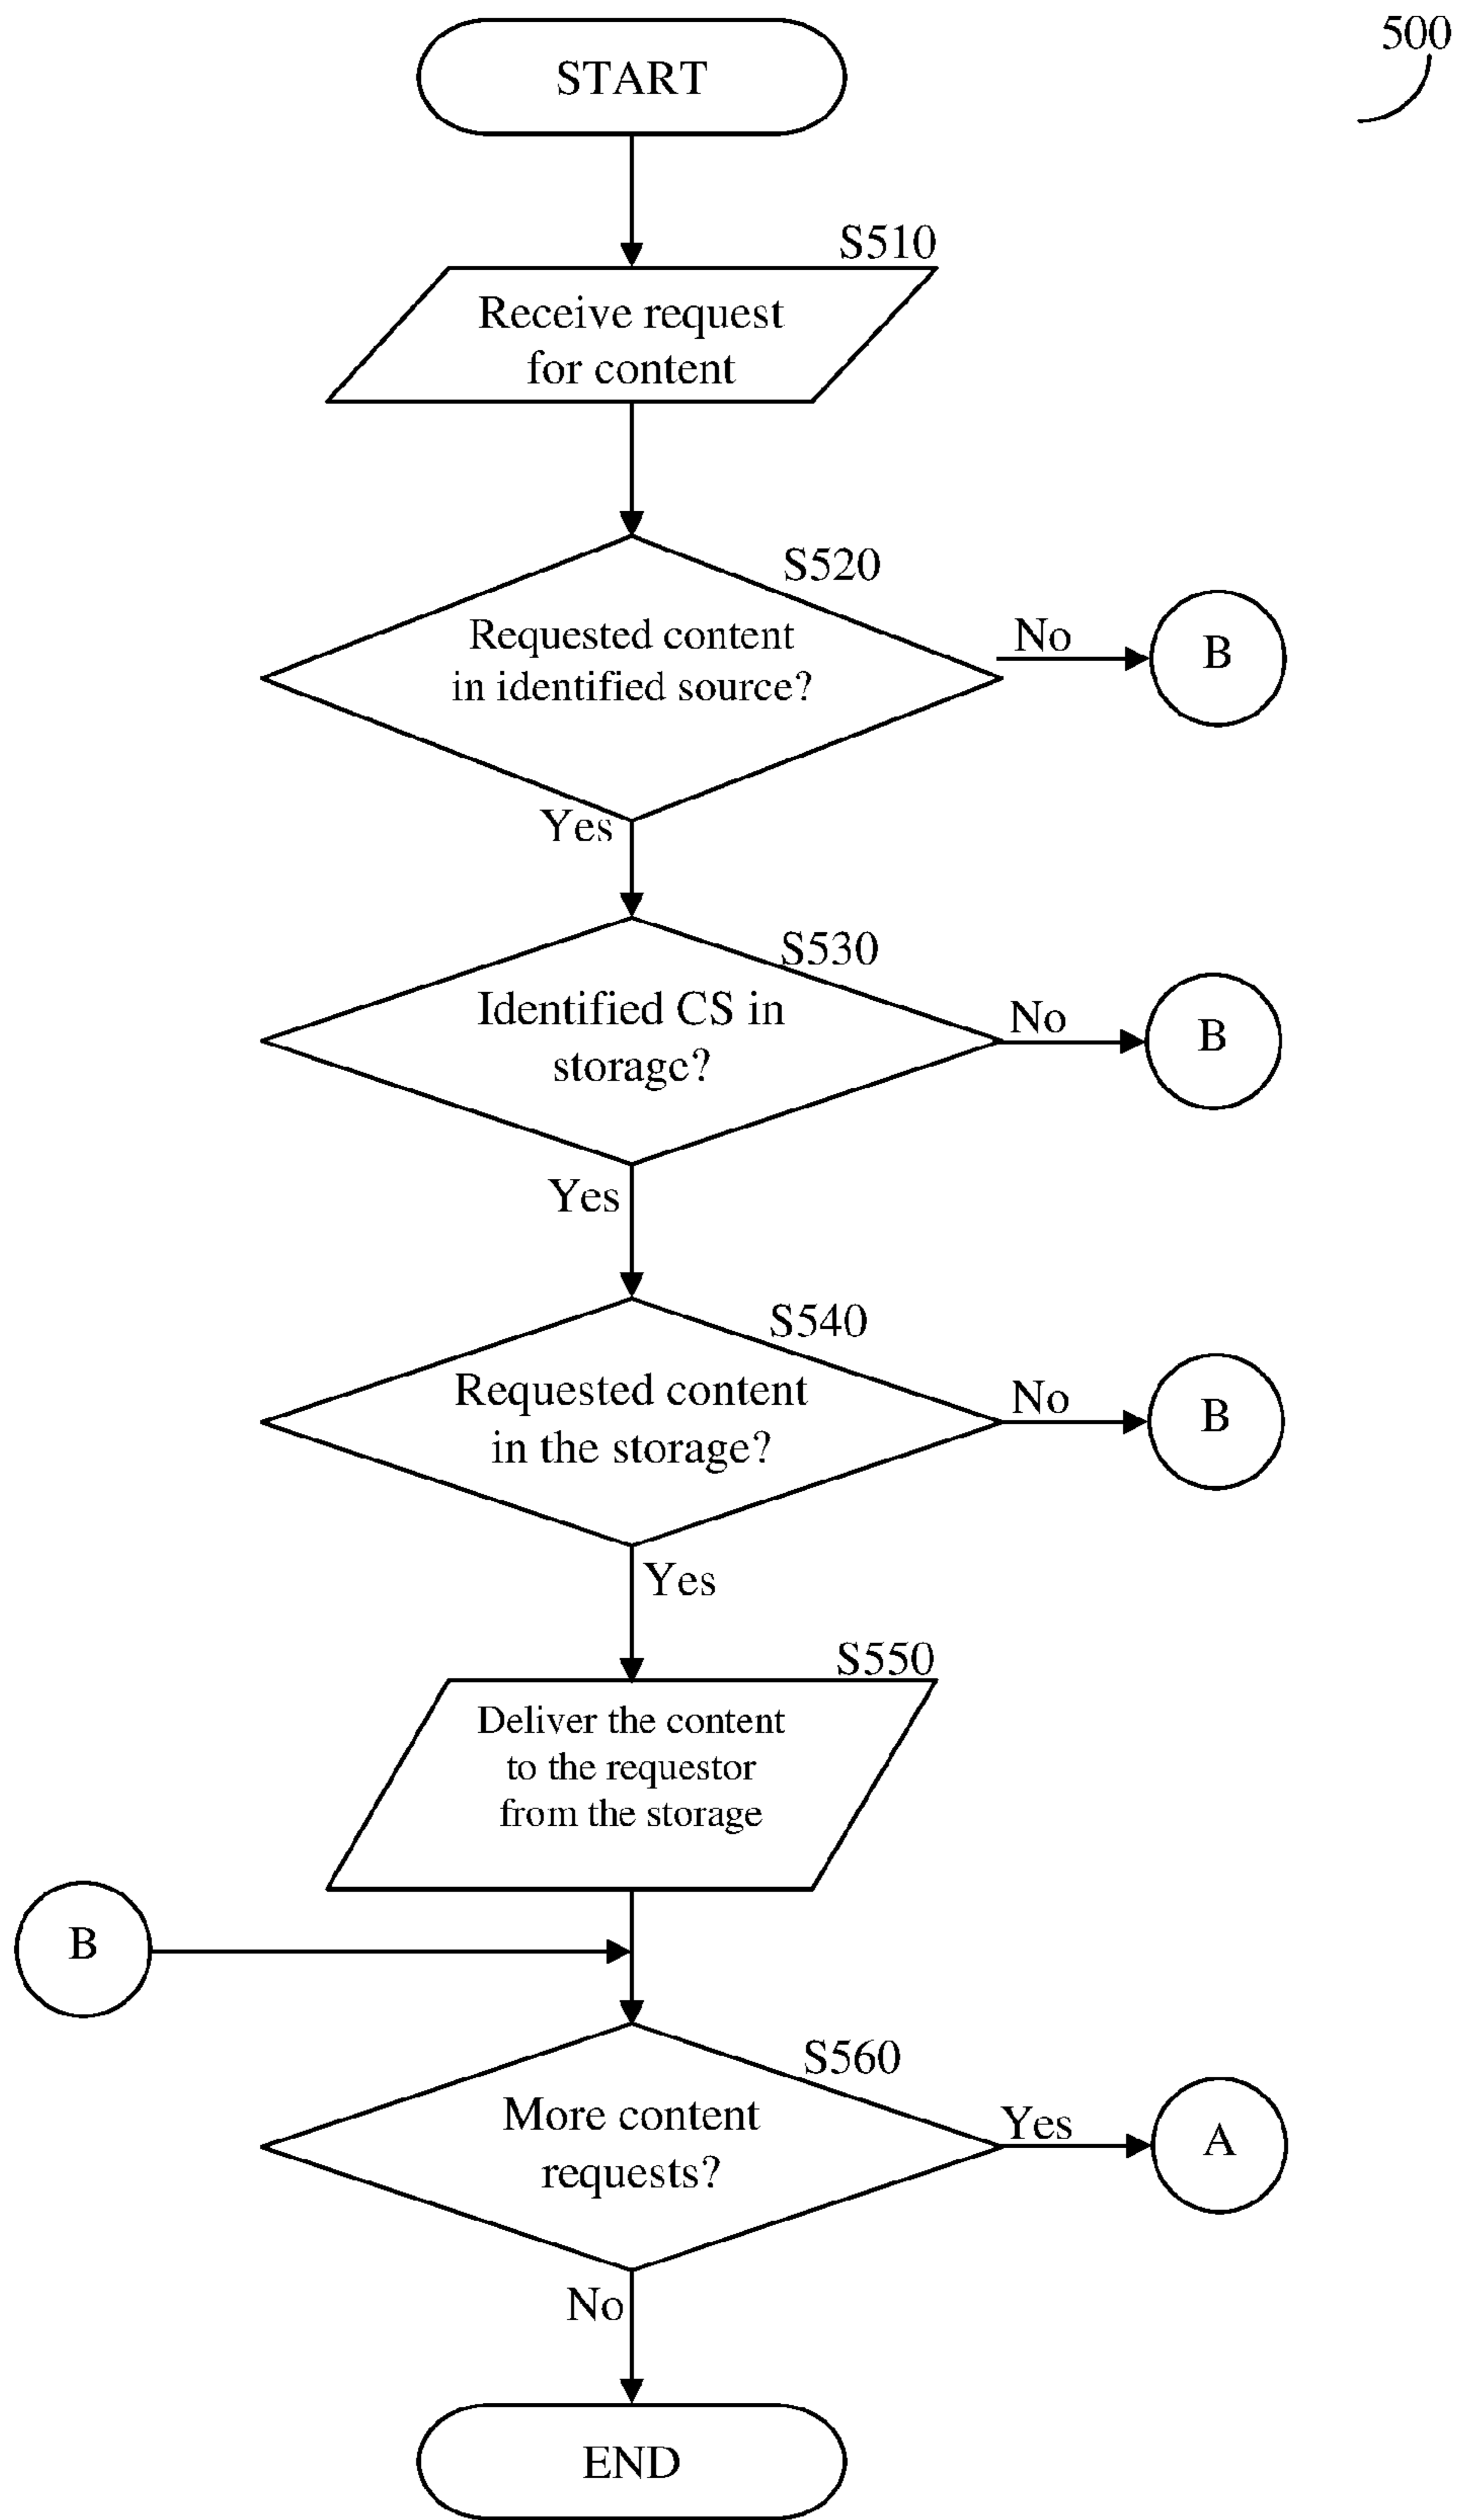 500
START
S510
Receive request
for content
S520
Requested content
in identified source?
No
B
Yes
S530
Identified CS in
storage?
No
B
Yes
S540
Requested content
in the storage?
No
B
Yes
S550
Deliver the content
to the requestor
from the storage
B
S560
More content
requests?
Yes
A
No
END